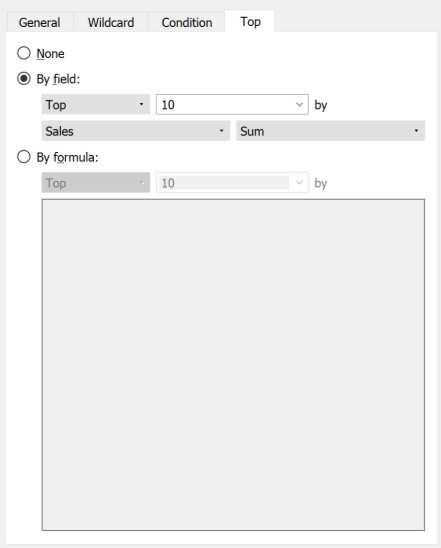 General Wildcard Condition Top
None
By field:
Top 10 by
Sales Sum
By formula:
Top 10 by